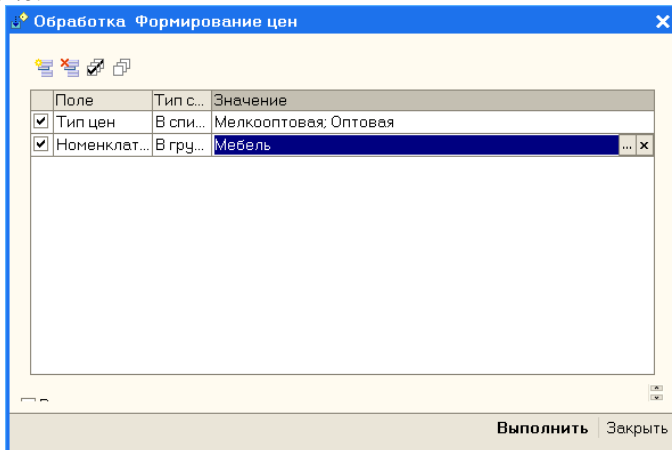 Обработка Формирование цен
Поле Тип с... Значение
Тип цен В спи... Мелкооптовая; Оптовая
Номенклат... В гру... Мебель ... x
Выполнить Закрыть